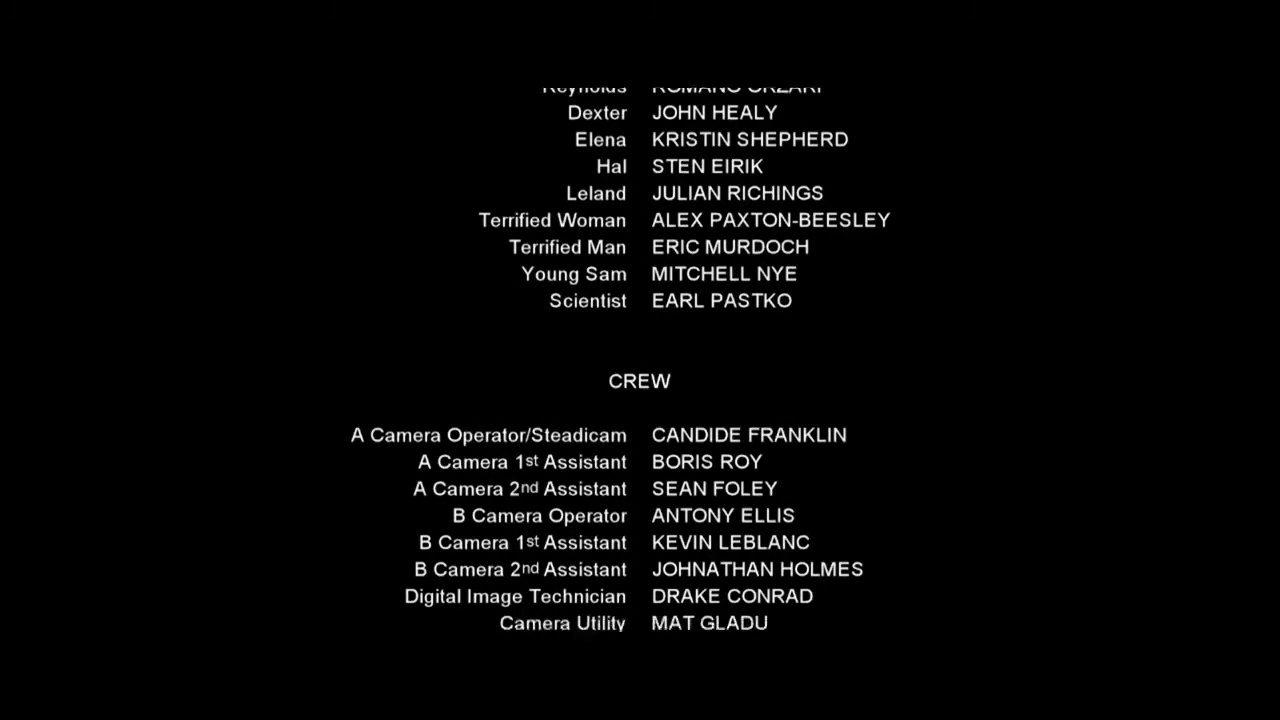 Reynolds ROMANO ORZARI
Dexter JOHN HEALY
Elena KRISTIN SHEPHERD
Hal STEN EIRIK
Leland JULIAN RICHINGS
Terrified Woman ALEX PAXTON-BEESLEY
Terrified Man ERIC MURDOCH
Young Sam MITCHELL NYE
Scientist EARL PASTKO
CREW
A Camera Operator/Steadicam CANDIDE FRANKLIN
A Camera 1st Assistant BORIS ROY
A Camera 2nd Assistant SEAN FOLEY
B Camera Operator ANTONY ELLIS
B Camera 1st Assistant KEVIN LEBLANC
B Camera 2nd Assistant JOHNATHAN HOLMES
Digital Image Technician DRAKE CONRAD
Camera Utility MAT GLADU